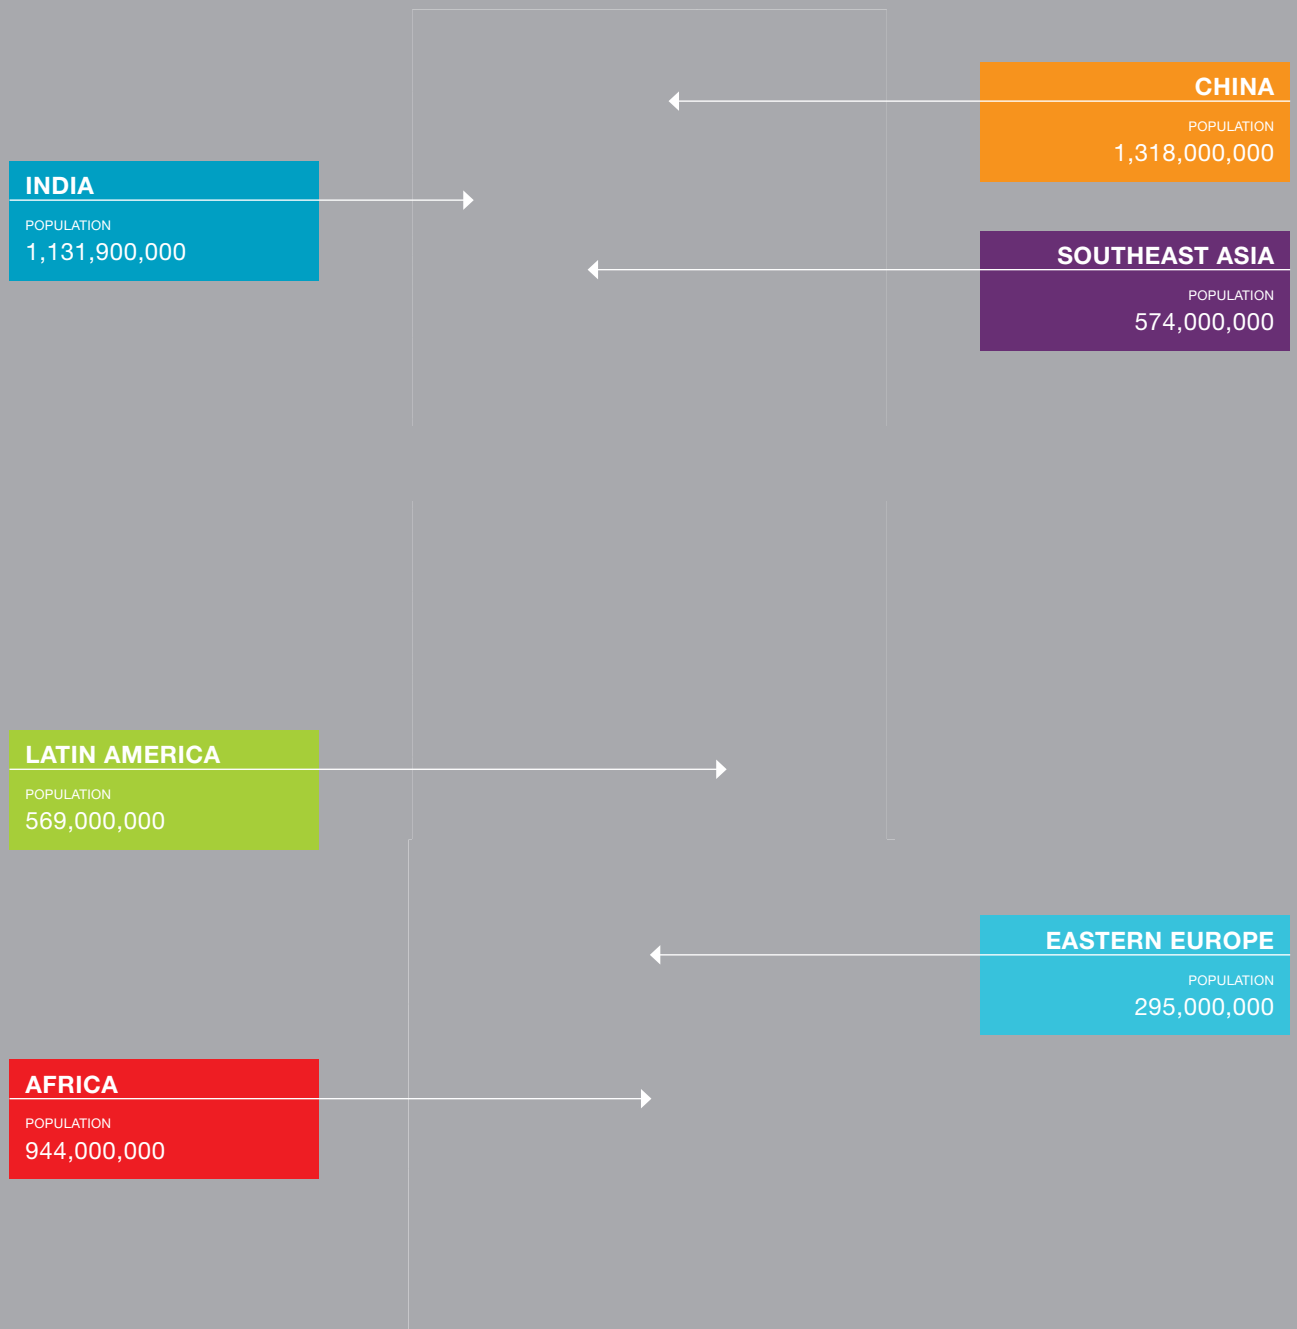 CHINA
POPULATION
1,318,000,000
INDIA
POPULATION
1,131,900,000
SOUTHEAST ASIA
POPULATION
574,000,000
LATIN AMERICA
POPULATION
569,000,000
EASTERN EUROPE
POPULATION
295,000,000
AFRICA
POPULATION
944,000,000